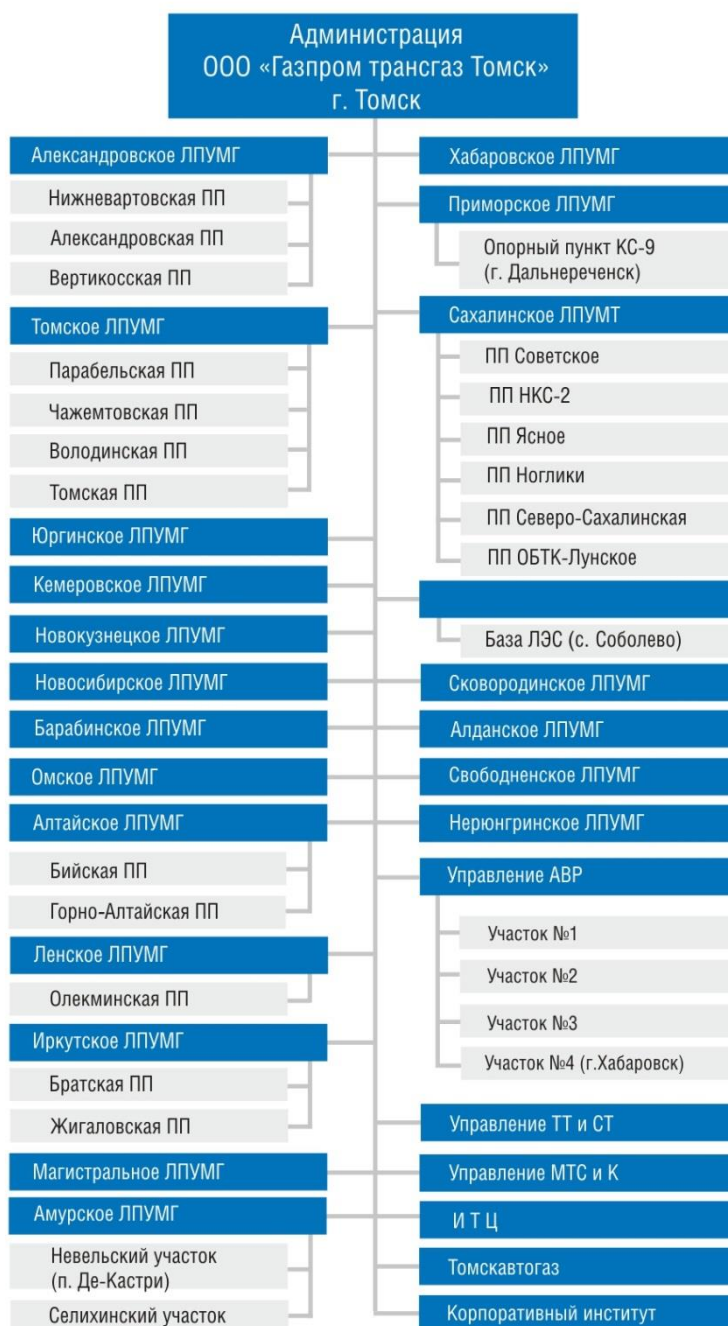 Администрация
ООО «Газпром трансгаз Томск»
г. Томск
Александровское ЛПУМГ
Нижневартовская ПП
Александровская ПП
Вертикосская ПП
Томское ЛПУМГ
Парабельская ПП
Чажемтовская ПП
Володинская ПП
Томская ПП
Юргинское ЛПУМГ
Кемеровское ЛПУМГ
Новокузнецкое ЛПУМГ
Новосибирское ЛПУМГ
Барабинское ЛПУМГ
Омское ЛПУМГ
Алтайское ЛПУМГ
Бийская ПП
Горно-Алтайская ПП
Ленское ЛПУМГ
Олекминская ПП
Иркутское ЛПУМГ
Братская ПП
Жигаловская ПП
Магистральное ЛПУМГ
Амурское ЛПУМГ
Невельский участок
(п. Де-Кастри)
Селихинский участок
Хабаровское ЛПУМГ
Приморское ЛПУМГ
Опорный пункт КС-9
(г. Дальнереченск)
Сахалинское ЛПУМТ
ПП Советское
ПП НКС-2
ПП Ясное
ПП Ноглики
ПП Северо-Сахалинская
ПП ОБТК-Лунское
База ЛЭС (с. Соболево)
Сковородинское ЛПУМГ
Алданское ЛПУМГ
Свободненское ЛПУМГ
Нерюнгринское ЛПУМГ
Управление АВР
Участок №1
Участок №2
Участок №3
Участок №4 (г.Хабаровск)
Управление ТТ и СТ
Управление МТС и К
И Т Ц
Томскавтогаз
Корпоративный институт